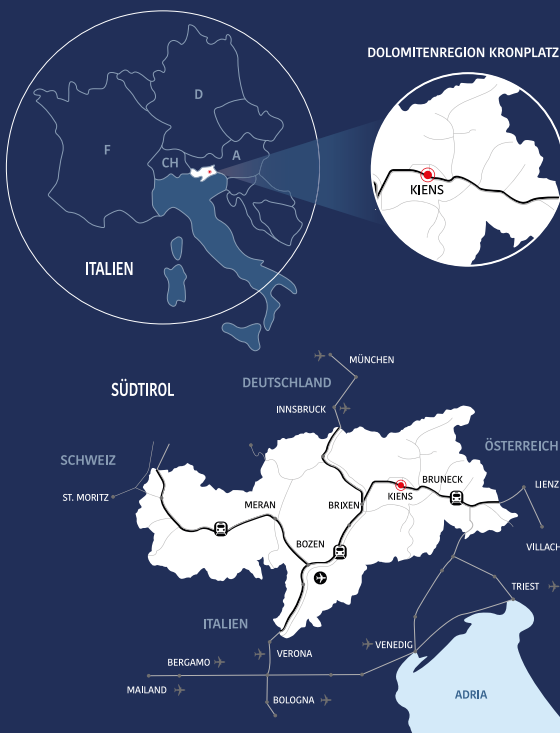 DOLOMITENREGION KRONPLATZ
D
F
CH
A
KIENS
ITALIEN
MÜNCHEN
DEUTSCHLAND
SÜDTIROL
INNSBRUCK
ÖSTERREICH
SCHWEIZ
BRUNECK
LIENZ
ST. MORITZ
KIENS
MERAN
BRIXEN
BOZEN
VILLACH
TRIEST
ITALIEN
VENEDIG
VERONA
BERGAMO
MAILAND
ADRIA
BOLOGNA